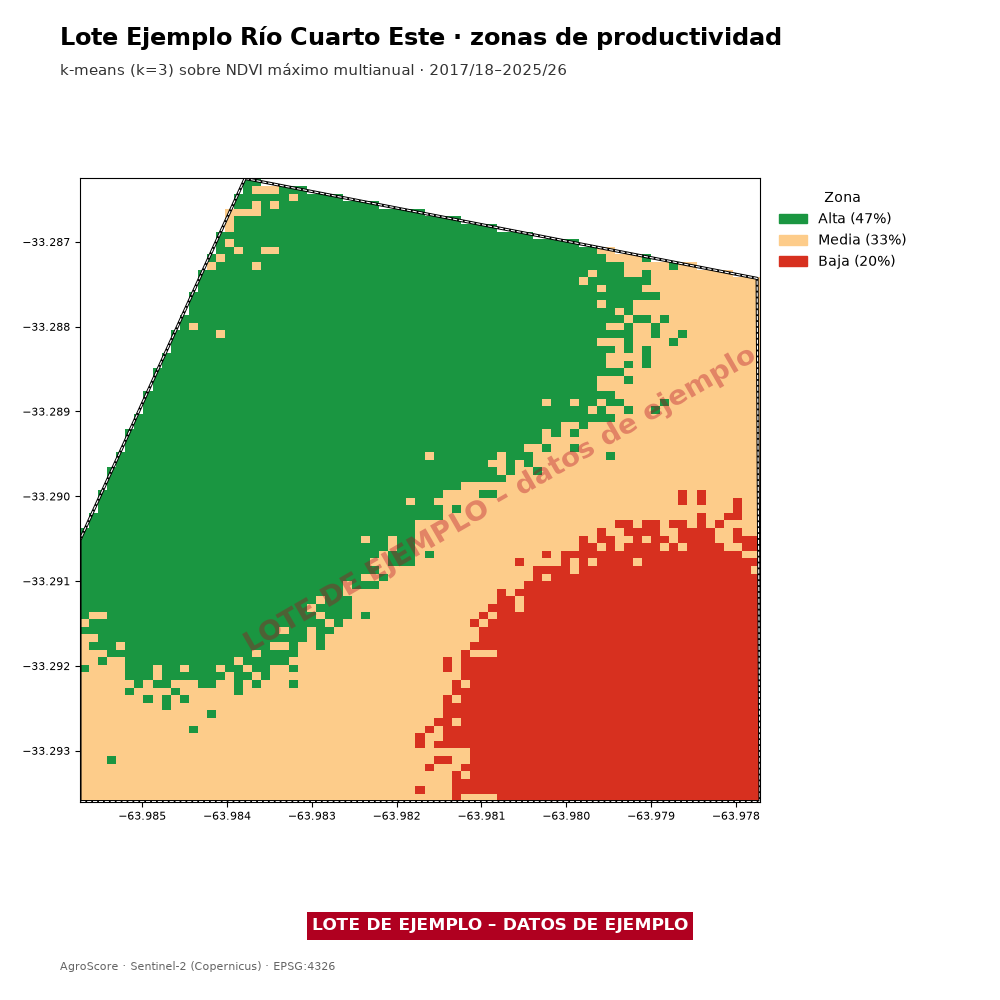 Lote Ejemplo Río Cuarto Este · zonas de productividad
k-means (k=3) sobre NDVI máximo multianual · 2017/18–2025/26
Zona
Alta (47%)
Media (33%)
Baja (20%)
−33.287
−33.288
−33.289
−33.290
−33.291
−33.292
−33.293
LOTE DE EJEMPLO – datos de ejemplo
−63.985 −63.984 −63.983 −63.982 −63.981 −63.980 −63.979 −63.978
LOTE DE EJEMPLO – DATOS DE EJEMPLO
AgroScore · Sentinel-2 (Copernicus) · EPSG:4326